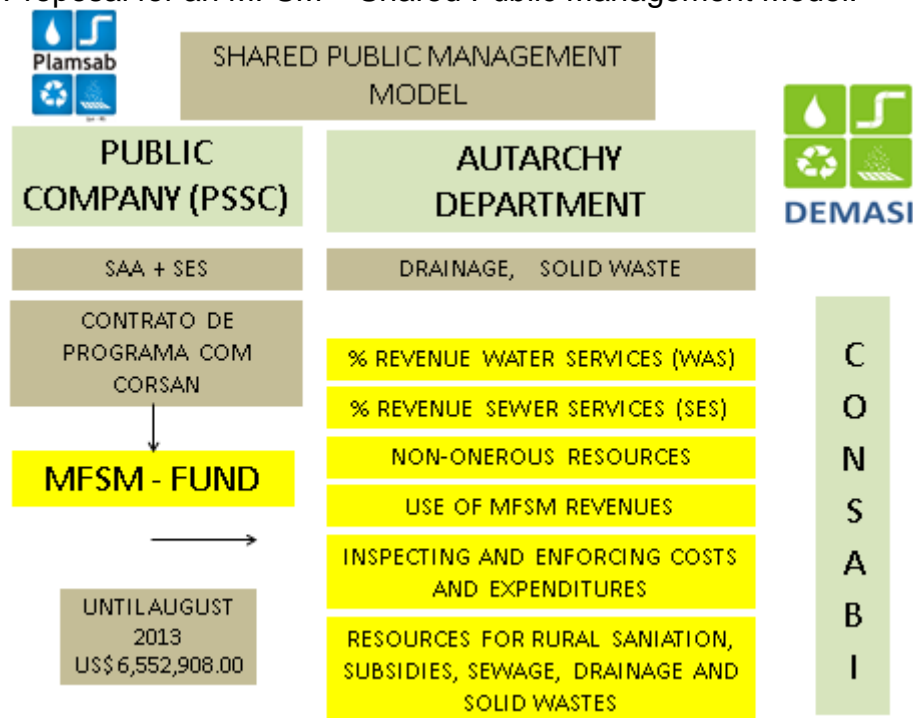 Proposal for an MPSM – Shared Public Management Model.
Plamsab
SHARED PUBLIC MANAGEMENT
MODEL
PUBLIC
COMPANY (PSSC)
AUTARCHY
DEPARTMENT
DEMASI
SAA + SES
DRAINAGE, SOLID WASTE
CONTRATO DE
PROGRAMA COM
CORSAN
MFSM - FUND
UNTIL AUGUST
2013
US$ 6,552,908.00
% REVENUE WATER SERVICES (WAS)
% REVENUE SEWER SERVICES (SES)
NON-ONEROUS RESOURCES
USE OF MFSM REVENUES
INSPECTING AND ENFORCING COSTS
AND EXPENDITURES
RESOURCES FOR RURAL SANIATION,
SUBSIDIES, SEWAGE, DRAINAGE AND
SOLID WASTES
C
O
N
S
A
B
I